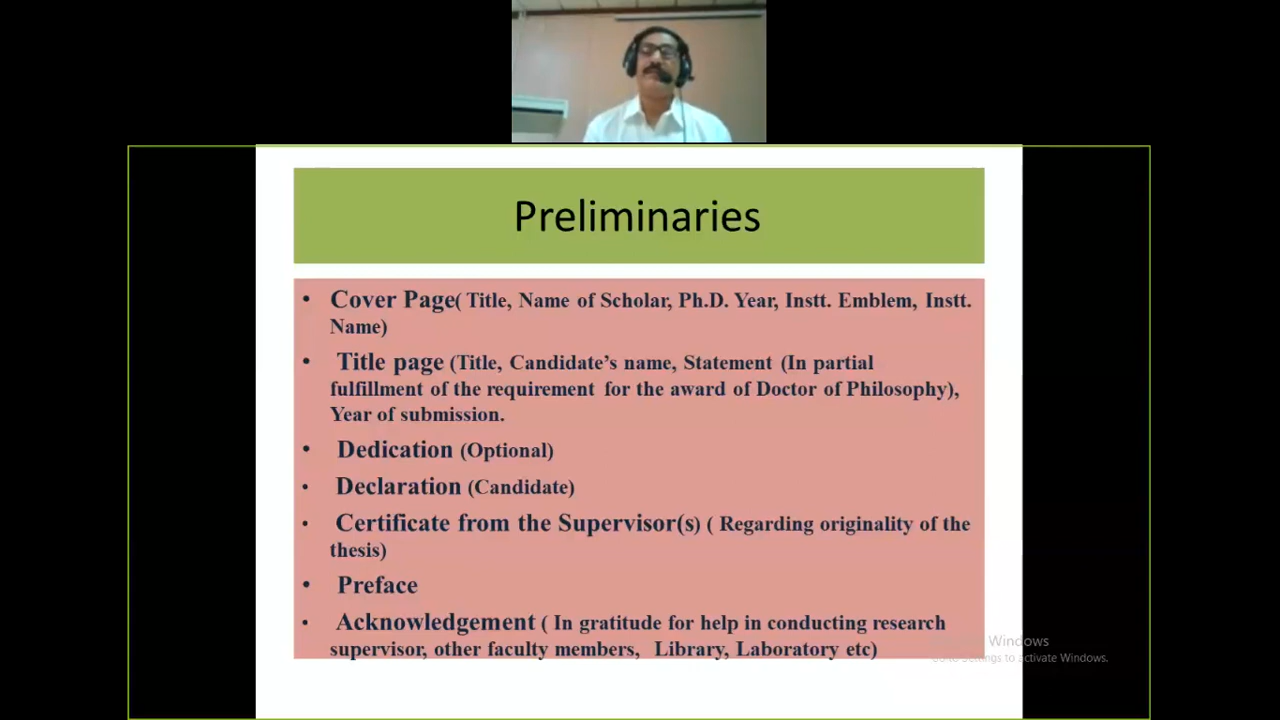 Preliminaries
• Cover Page( Title, Name of Scholar, Ph.D. Year, Instt. Emblem, Instt.
Name)
• Title page (Title, Candidate's name, Statement (In partial
fulfillment of the requirement for the award of Doctor of Philosophy),
Year of submission.
• Dedication (Optional)
• Declaration (Candidate)
• Certificate from the Supervisor(s) ( Regarding originality of the
thesis)
• Preface
• Acknowledgement ( In gratitude for help in conducting research
supervisor, other faculty members, Library, Laboratory etc)
Windows
to activate Windows.